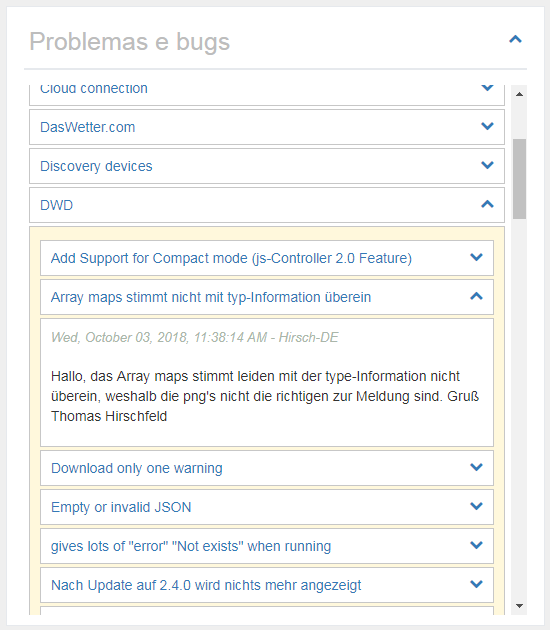 Problemas e bugs
Cloud connection
DasWetter.com
Discovery devices
DWD
Add Support for Compact mode (js-Controller 2.0 Feature)
Array maps stimmt nicht mit typ-Information überein
Wed, October 03, 2018, 11:38:14 AM - Hirsch-DE
Hallo, das Array maps stimmt leiden mit der type-Information nicht
überein, weshalb die png's nicht die richtigen zur Meldung sind. Gruß
Thomas Hirschfeld
Download only one warning
Empty or invalid JSON
gives lots of "error" "Not exists" when running
Nach Update auf 2.4.0 wird nichts mehr angezeigt